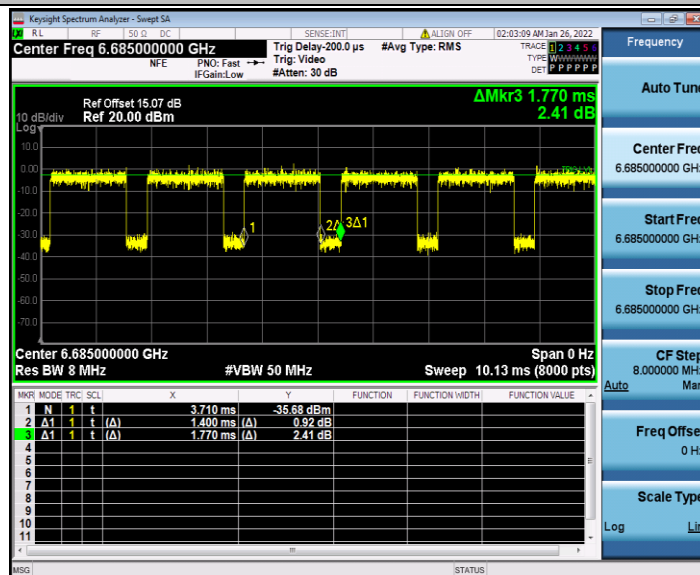 Keysight Spectrum Analyzer - Swept SA
RL RF 50 Ω DC SENSE:INT ALIGN OFF 02:03:09 AM Jan 26, 2022
Center Freq 6.685000000 GHz
NFE PNO: Fast
IFGain:Low
Trig Delay-200.0 µs
Trig: Video
#Atten: 30 dB
#Avg Type: RMS
TRACE 1 2 3 4 5 6
TYPE W
DET P P P P P P
ΔMkr3 1.770 ms
2.41 dB
Ref Offset 15.07 dB
10 dB/div Ref 20.00 dBm
Log
10.0
0.00
-10.0
-20.0
-30.0
-40.0
-50.0
-60.0
-70.0
1
2Δ
3Δ1
Center 6.685000000 GHz Span 0 Hz
Res BW 8 MHz #VBW 50 MHz Sweep 10.13 ms (8000 pts)
MKR MODE TRC SCL X Y FUNCTION FUNCTION WIDTH FUNCTION VALUE
1 N 1 t 3.710 ms -35.68 dBm
2 Δ1 1 t (Δ) 1.400 ms (Δ) 0.92 dB
3 Δ1 1 t (Δ) 1.770 ms (Δ) 2.41 dB
4
5
6
7
8
9
10
11
MSG STATUS
Frequency
Auto Tune
Center Freq
6.685000000 GHz
Start Freq
6.685000000 GHz
Stop Freq
6.685000000 GHz
CF Step
8.000000 MHz
Auto Man
Freq Offset
0 Hz
Scale Type
Log Lin